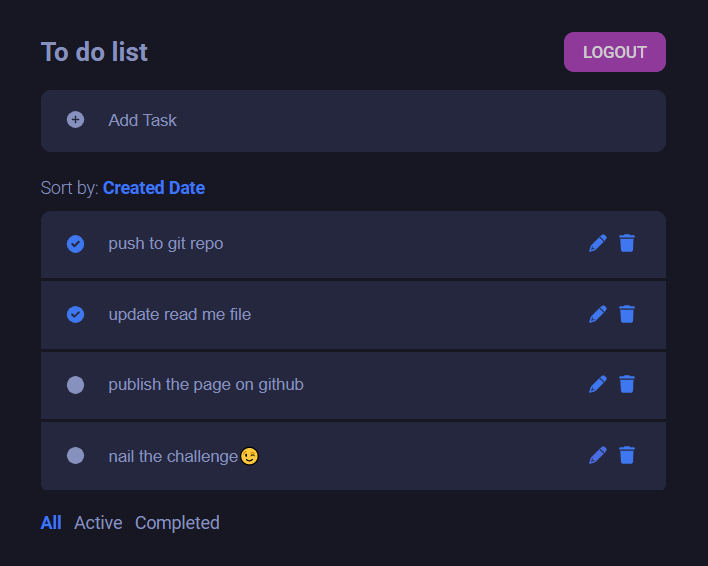 To do list
LOGOUT
Add Task
Sort by: Created Date
push to git repo
update read me file
publish the page on github
nail the challenge😉
All Active Completed